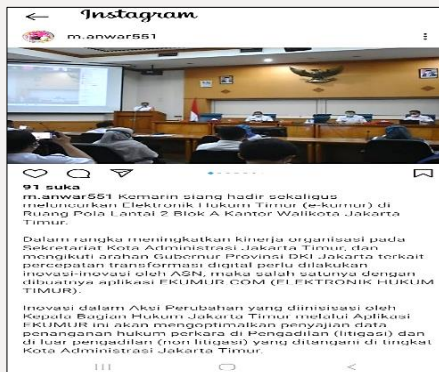 Instagram
m.anwar551
91 suka
m.anwar551 Kemarin siang hadir sekaligus
meluncurkan Elektronik Hukum Timur (e-kumur) di
Ruang Pola Lantai 2 Blok A Kantor Walikota Jakarta
Timur.
Dalam rangka meningkatkan kinerja organisasi pada
Sekretariat Kota Administrasi Jakarta Timur, dan
mengikuti arahan Gubernur Provinsi DKI Jakarta terkait
percepatan transformasi digital perlu dilakukan
inovasi-inovasi oleh ASN, maka salah satunya dengan
dibuatnya aplikasi EKUMUR.COM (ELEKTRONIK HUKUM
TIMUR).
Inovasi dalam Aksi Perubahan yang diinisiasi oleh
Kepala Bagian Hukum Jakarta Timur melalui Aplikasi
EKUMUR ini akan mengoptimalkan penyajian data
penanganan hukum perkara di Pengadilan (litigasi) dan
di luar pengadilan (non litigasi) yang ditangani di tingkat
Kota Administrasi Jakarta Timur.